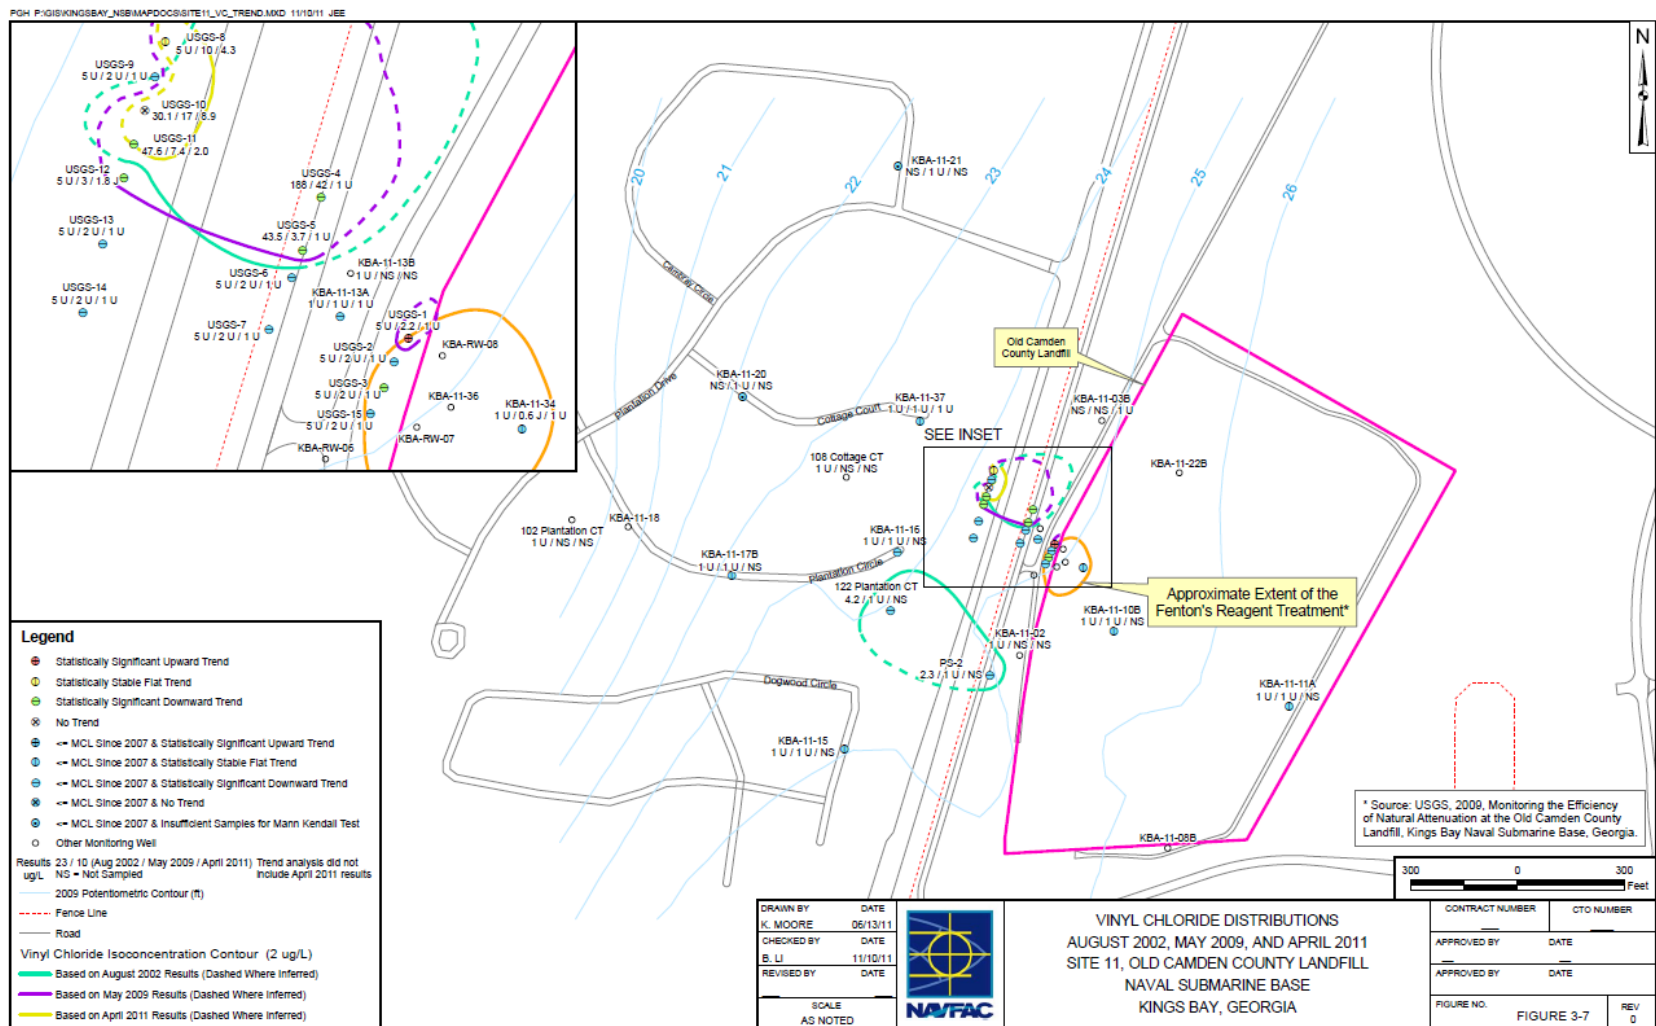 PGH P:\GIS\KINGSBAY_NSB\MAPDOCS\SITE11_VC_TREND.MXD 11/10/11 JEE
USGS-8
5 U / 10 / 4.3
USGS-9
5 U / 2 U / 1 U
USGS-10
30.1 / 17 / 8.9
USGS-11
47.6 / 7.4 / 2.0
USGS-12
5 U / 3 / 1.8 J
USGS-4
188 / 42 / 1 U
USGS-13
5 U / 2 U / 1 U
USGS-5
43.5 / 3.7 / 1 U
KBA-11-13B
1 U / NS / NS
USGS-6
5 U / 2 U / 1 U
USGS-14
5 U / 2 U / 1 U
KBA-11-13A
1 U / 1 U / 1 U
USGS-7
5 U / 2 U / 1 U
USGS-1
5 U / 2.2 / 1 U
USGS-2
5 U / 2 U / 1 U
KBA-RW-08
USGS-3
5 U / 2 U / 1 U
KBA-11-36
USGS-15
5 U / 2 U / 1 U
KBA-11-34
1 U / 0.6 J / 1 U
KBA-RW-07
KBA-RW-06
N
20
21
22
23
24
25
26
KBA-11-21
NS / 1 U / NS
Cambray Circle
Plantation Drive
Old Camden
County Landfill
KBA-11-20
NS / 1 U / NS
Cottage Court
KBA-11-37
1 U / 1 U / 1 U
KBA-11-03B
NS / NS / 1 U
SEE INSET
108 Cottage CT
1 U / NS / NS
KBA-11-22B
102 Plantation CT
1 U / NS / NS
KBA-11-18
KBA-11-16
1 U / 1 U / NS
KBA-11-17B
1 U / 1 U / NS
Plantation Circle
122 Plantation CT
4.2 / 1 U / NS
Approximate Extent of the
Fenton's Reagent Treatment*
KBA-11-10B
1 U / 1 U / NS
KBA-11-02
1 U / NS / NS
PS-2
2.3 / 1 U / NS
Dogwood Circle
KBA-11-11A
1 U / 1 U / NS
KBA-11-15
1 U / 1 U / NS
KBA-11-08B
Legend
Statistically Significant Upward Trend
Statistically Stable Flat Trend
Statistically Significant Downward Trend
No Trend
<= MCL Since 2007 & Statistically Significant Upward Trend
<= MCL Since 2007 & Statistically Stable Flat Trend
<= MCL Since 2007 & Statistically Significant Downward Trend
<= MCL Since 2007 & No Trend
<= MCL Since 2007 & Insufficient Samples for Mann Kendall Test
Other Monitoring Well
Results 23 / 10 (Aug 2002 / May 2009 / April 2011) Trend analysis did not
ug/L NS = Not Sampled include April 2011 results
2009 Potentiometric Contour (ft)
Fence Line
Road
Vinyl Chloride Isoconcentration Contour (2 ug/L)
Based on August 2002 Results (Dashed Where Inferred)
Based on May 2009 Results (Dashed Where Inferred)
Based on April 2011 Results (Dashed Where Inferred)
* Source: USGS, 2009, Monitoring the Efficiency
of Natural Attenuation at the Old Camden County
Landfill, Kings Bay Naval Submarine Base, Georgia.
300 0 300
Feet
DRAWN BY DATE
K. MOORE 06/13/11
CHECKED BY DATE
B. LI 11/10/11
REVISED BY DATE
SCALE
AS NOTED
NAVFAC
VINYL CHLORIDE DISTRIBUTIONS
AUGUST 2002, MAY 2009, AND APRIL 2011
SITE 11, OLD CAMDEN COUNTY LANDFILL
NAVAL SUBMARINE BASE
KINGS BAY, GEORGIA
CONTRACT NUMBER CTO NUMBER
APPROVED BY DATE
APPROVED BY DATE
FIGURE NO. FIGURE 3-7
REV 0